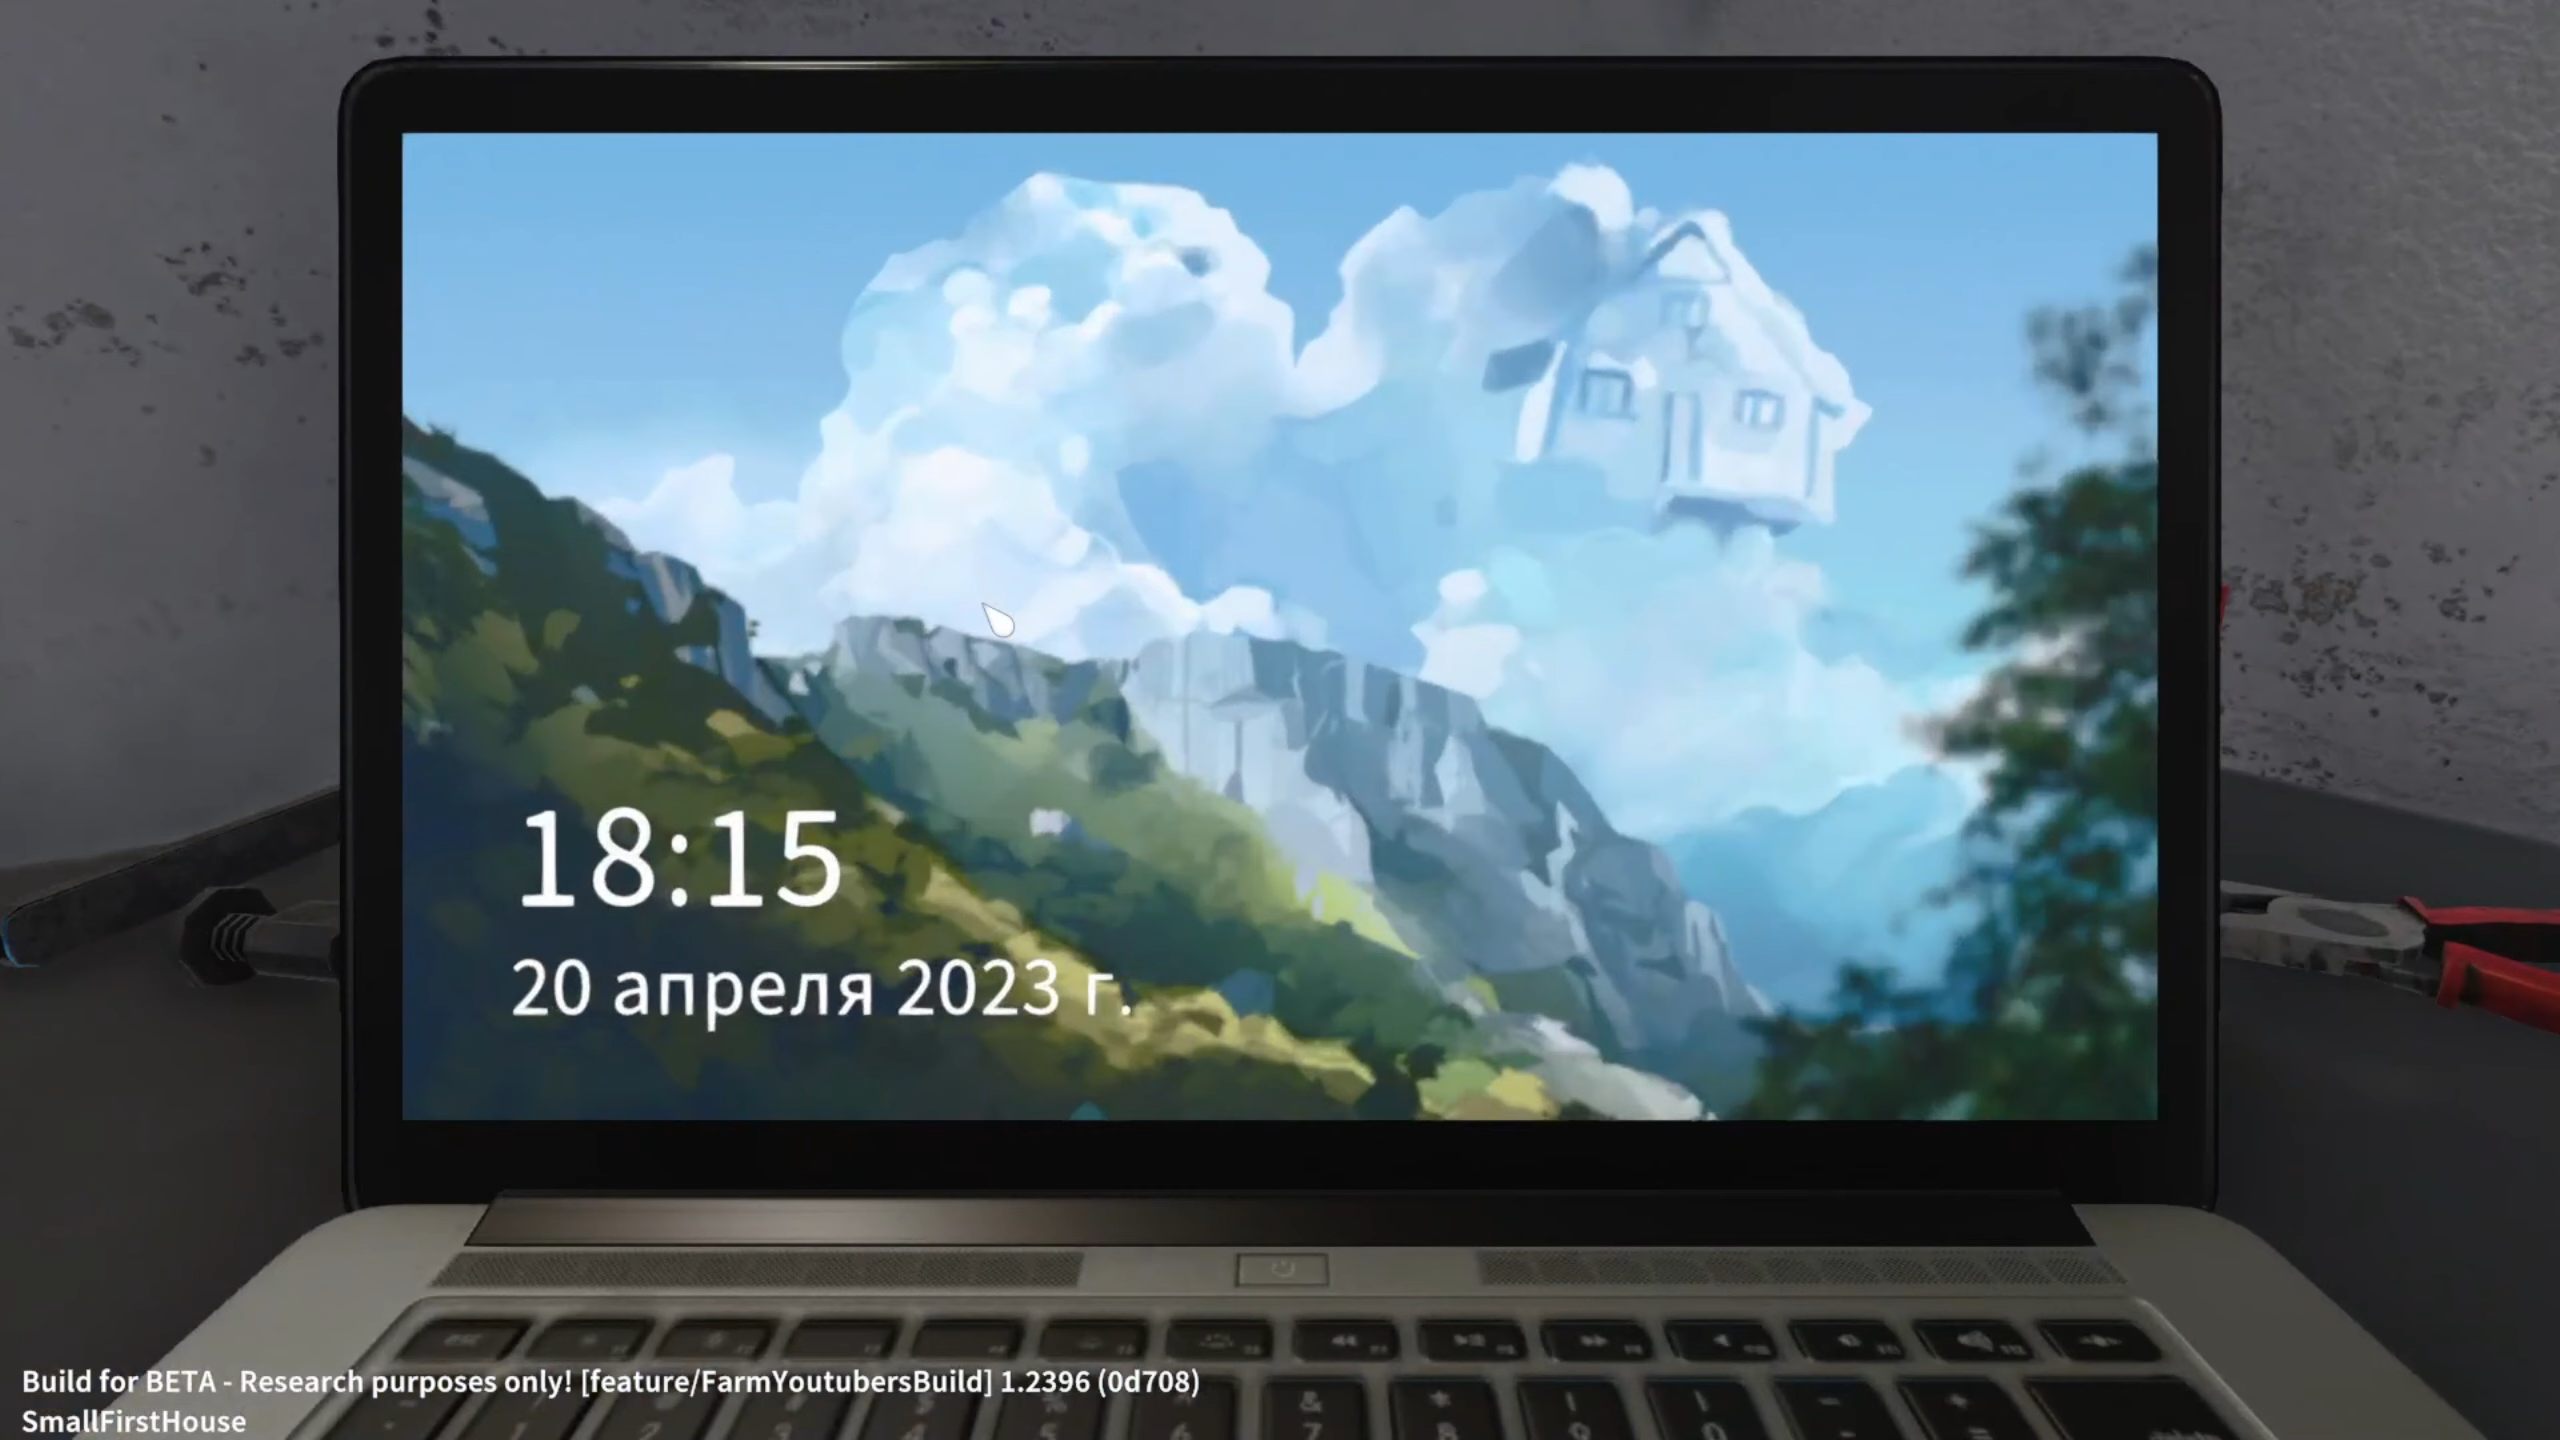 18:15
20 апреля 2023 г.
Build for BETA - Research purposes only! [feature/FarmYoutubersBuild] 1.2396 (0d708)
SmallFirstHouse